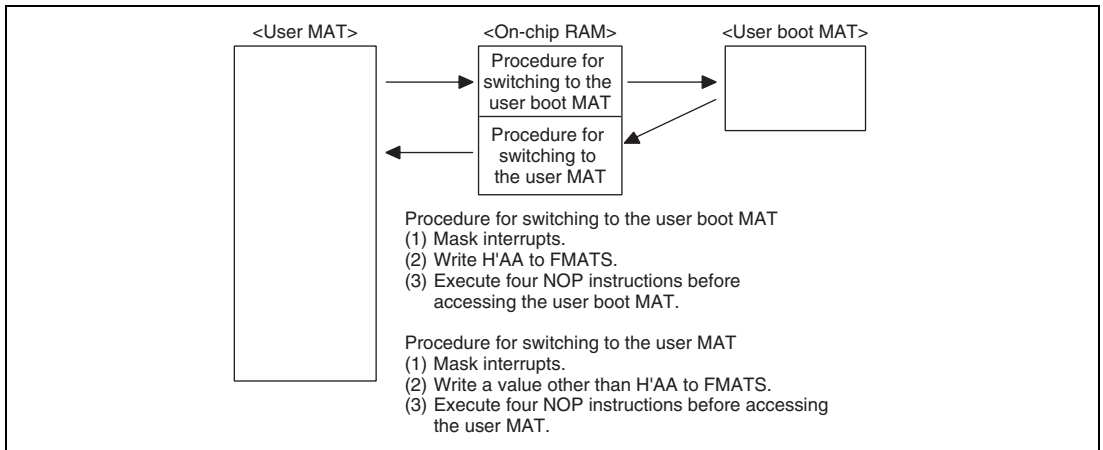 <User MAT>
<On-chip RAM>
<User boot MAT>
Procedure for
switching to the
user boot MAT
Procedure for
switching to
the user MAT
Procedure for switching to the user boot MAT
(1) Mask interrupts.
(2) Write H'AA to FMATS.
(3) Execute four NOP instructions before
accessing the user boot MAT.
Procedure for switching to the user MAT
(1) Mask interrupts.
(2) Write a value other than H'AA to FMATS.
(3) Execute four NOP instructions before accessing
the user MAT.